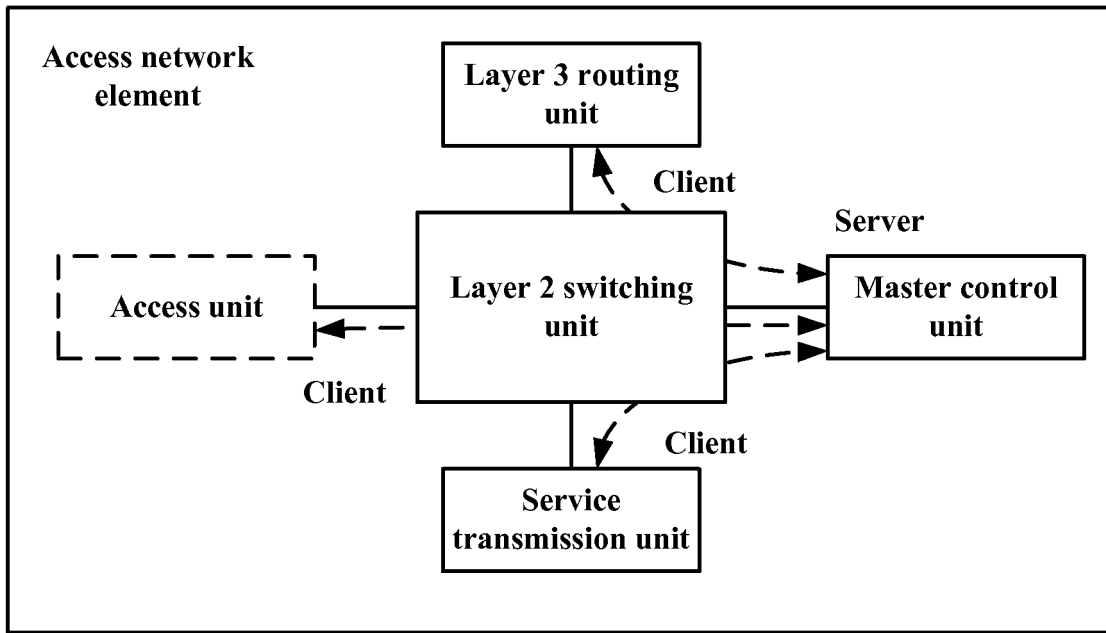 Access network
element
Layer 3 routing
unit
Client
Server
Access unit
Layer 2 switching
unit
Master control
unit
Client
Client
Service
transmission unit